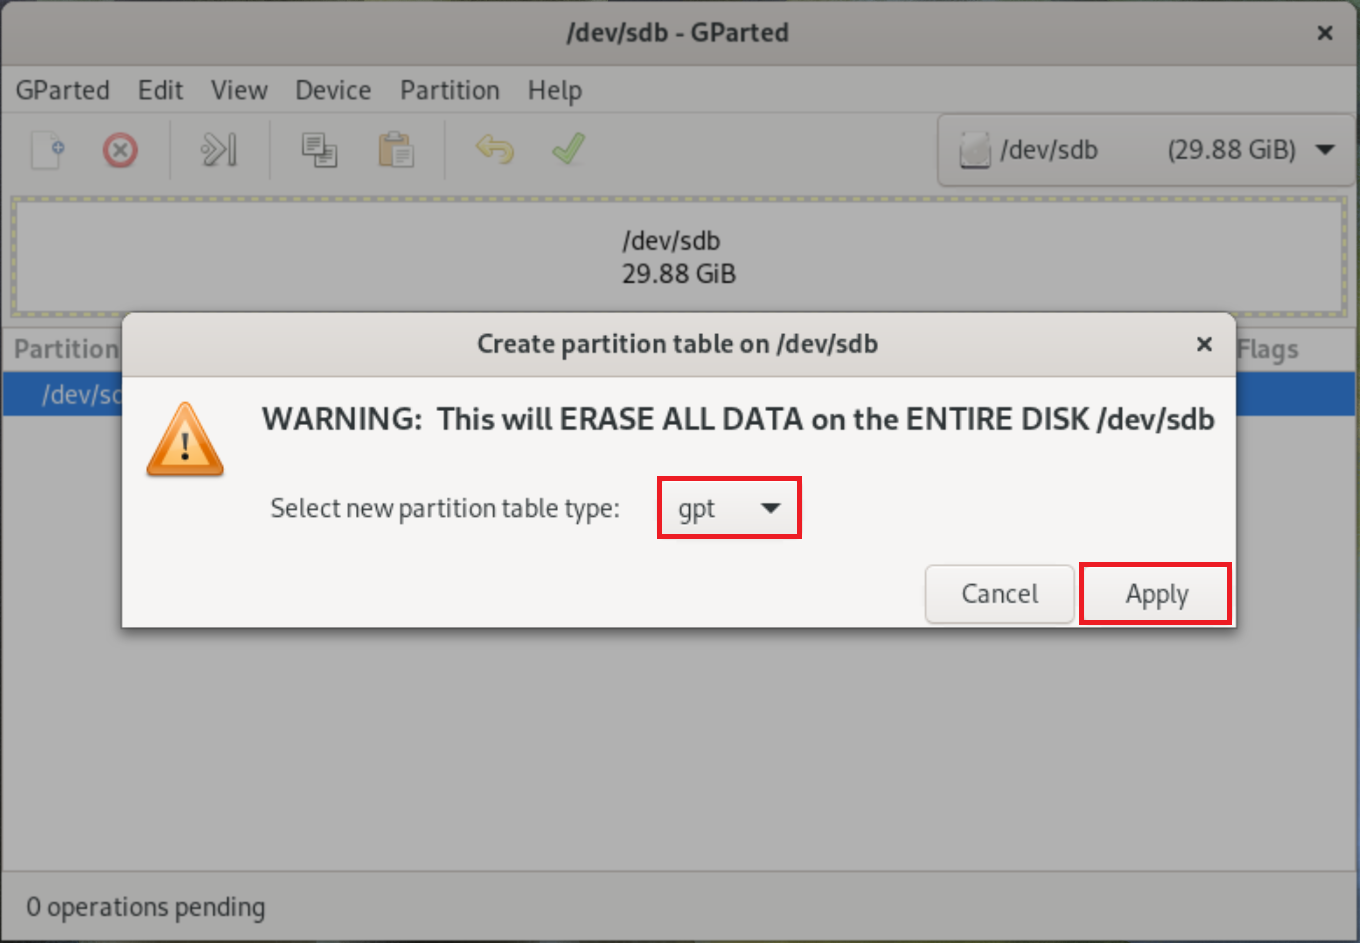 /dev/sdb - GParted
GParted Edit View Device Partition Help
/dev/sdb (29.88 GiB)
/dev/sdb
29.88 GiB
Partition Flags
/dev/sd
Create partition table on /dev/sdb
WARNING: This will ERASE ALL DATA on the ENTIRE DISK /dev/sdb
Select new partition table type: gpt
Cancel Apply
0 operations pending